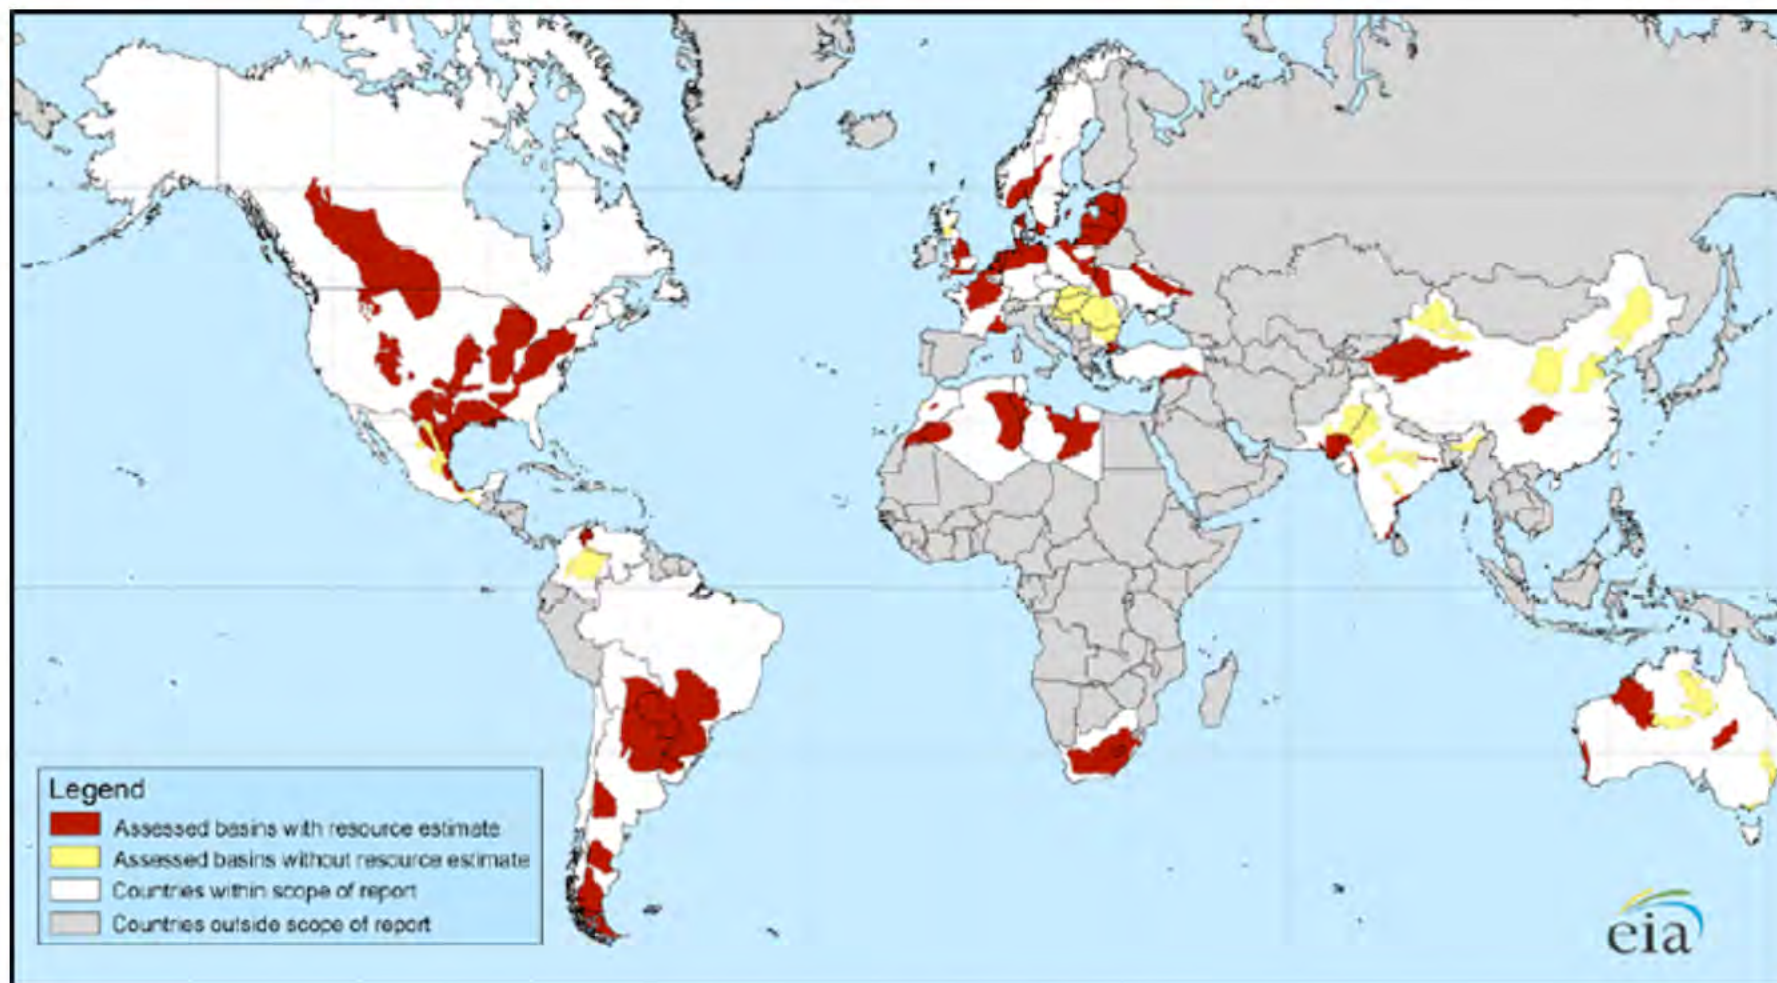 Legend
Assessed basins with resource estimate
Assessed basins without resource estimate
Countries within scope of report
Countries outside scope of report
eia